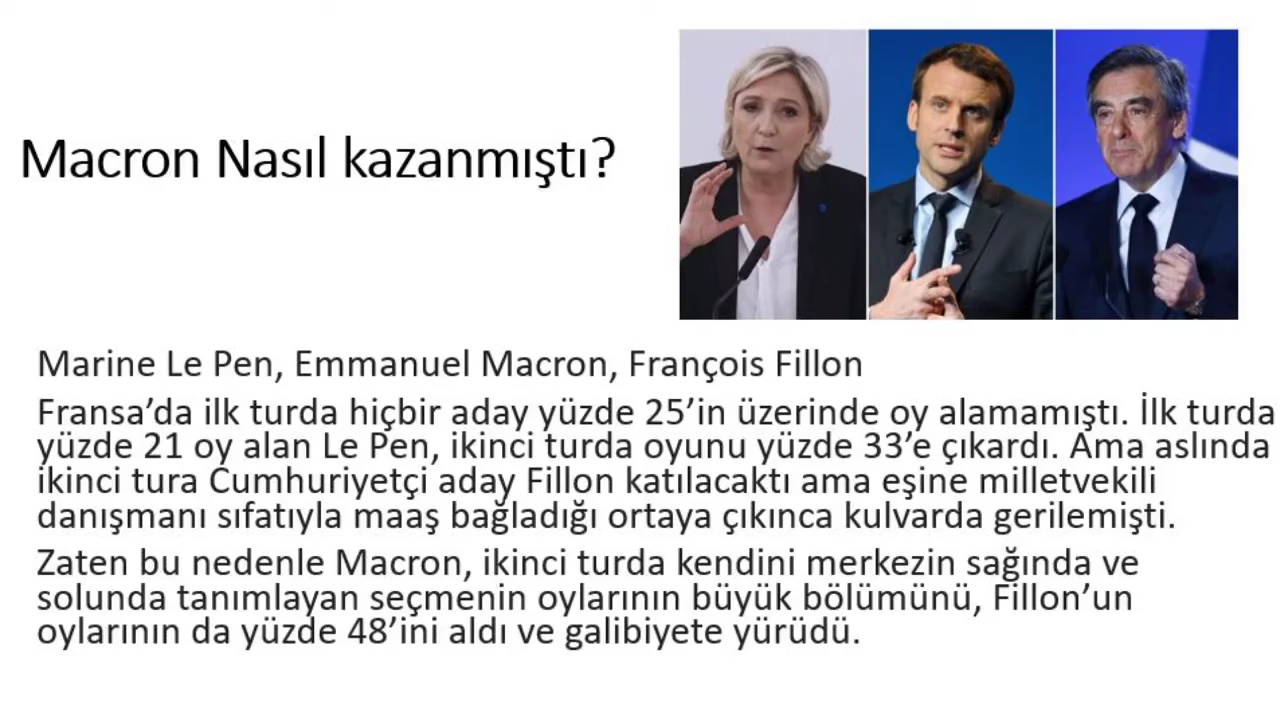 Macron Nasıl kazanmıştı?
Marine Le Pen, Emmanuel Macron, François Fillon
Fransa’da ilk turda hiçbir aday yüzde 25’in üzerinde oy alamamıştı. İlk turda
yüzde 21 oy alan Le Pen, ikinci turda oyunu yüzde 33’e çıkardı. Ama aslında
ikinci tura Cumhuriyetçi aday Fillon katılacaktı ama eşine milletvekili
danışmanı sıfatıyla maaş bağladığı ortaya çıkınca kulvarda gerilemişti.
Zaten bu nedenle Macron, ikinci turda kendini merkezin sağında ve
solunda tanımlayan seçmenin oylarının büyük bölümünü, Fillon’un
oylarının da yüzde 48’ini aldı ve galibiyete yürüdü.